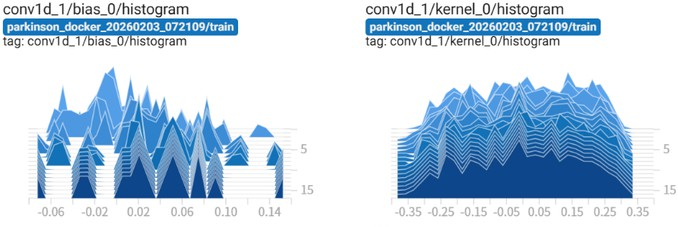 conv1d_1/bias_0/histogram
parkinson_docker_20260203_072109/train
tag: conv1d_1/bias_0/histogram
5
15
-0.06 -0.02 0.02 0.06 0.10 0.14
conv1d_1/kernel_0/histogram
parkinson_docker_20260203_072109/train
tag: conv1d_1/kernel_0/histogram
5
15
-0.35 -0.25 -0.15 -0.05 0.05 0.15 0.25 0.35